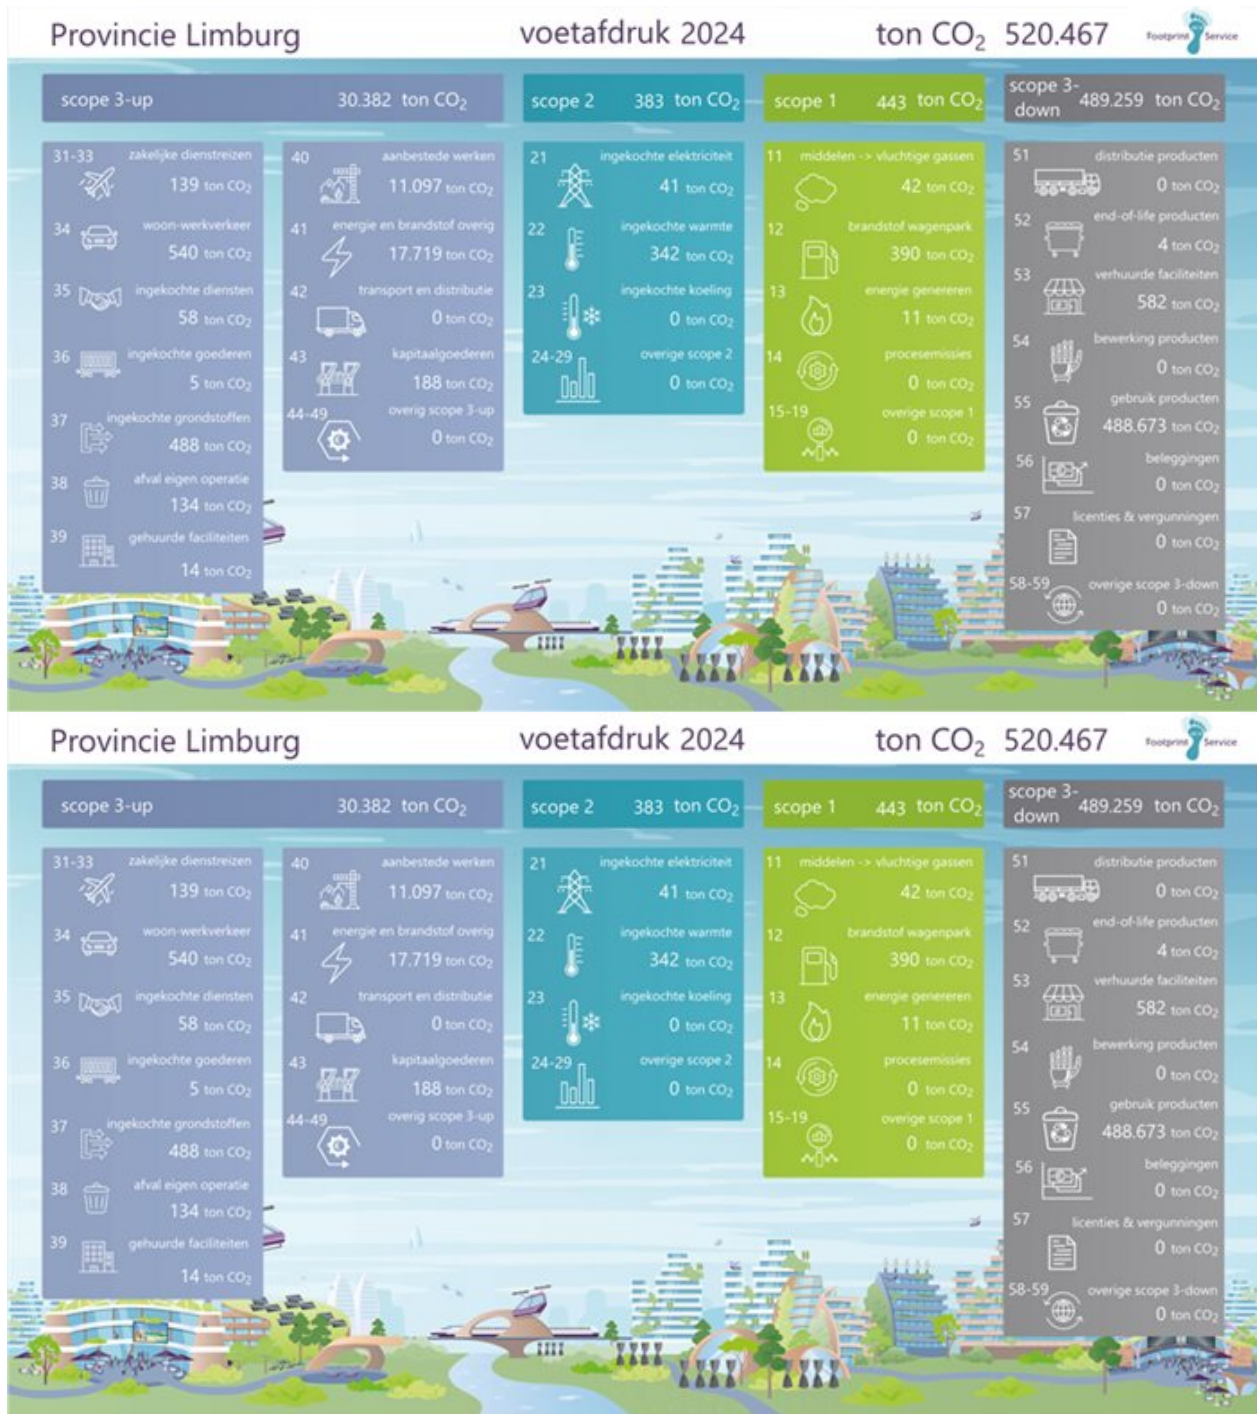 Provincie Limburg voetafdruk 2024 ton CO₂ 520.467 Footprint Service
scope 3-up 30.382 ton CO₂
31-33 zakelijke dienstreizen
139 ton CO₂
34 woon-werkverkeer
540 ton CO₂
35 ingekochte diensten
58 ton CO₂
36 ingekochte goederen
5 ton CO₂
37 ingekochte grondstoffen
488 ton CO₂
38 afval eigen operatie
134 ton CO₂
39 gehuurde faciliteiten
14 ton CO₂
40 aanbestede werken
11.097 ton CO₂
41 energie en brandstof overig
17.719 ton CO₂
42 transport en distributie
0 ton CO₂
43 kapitaalgoederen
188 ton CO₂
44-49 overig scope 3-up
0 ton CO₂
scope 2 383 ton CO₂
21 ingekochte elektriciteit
41 ton CO₂
22 ingekochte warmte
342 ton CO₂
23 ingekochte koeling
0 ton CO₂
24-29 overige scope 2
0 ton CO₂
scope 1 443 ton CO₂
11 middelen -> vluchtige gassen
42 ton CO₂
12 brandstof wagenpark
390 ton CO₂
13 energie genereren
11 ton CO₂
14 procesemissies
0 ton CO₂
15-19 overige scope 1
0 ton CO₂
scope 3-
down 489.259 ton CO₂
51 distributie producten
0 ton CO₂
52 end-of-life producten
4 ton CO₂
53 verhuurde faciliteiten
582 ton CO₂
54 bewerking producten
0 ton CO₂
55 gebruik producten
488.673 ton CO₂
56 beleggingen
0 ton CO₂
57 licenties & vergunningen
0 ton CO₂
58-59 overige scope 3-down
0 ton CO₂
Provincie Limburg voetafdruk 2024 ton CO₂ 520.467 Footprint Service
scope 3-up 30.382 ton CO₂
31-33 zakelijke dienstreizen
139 ton CO₂
34 woon-werkverkeer
540 ton CO₂
35 ingekochte diensten
58 ton CO₂
36 ingekochte goederen
5 ton CO₂
37 ingekochte grondstoffen
488 ton CO₂
38 afval eigen operatie
134 ton CO₂
39 gehuurde faciliteiten
14 ton CO₂
40 aanbestede werken
11.097 ton CO₂
41 energie en brandstof overig
17.719 ton CO₂
42 transport en distributie
0 ton CO₂
43 kapitaalgoederen
188 ton CO₂
44-49 overig scope 3-up
0 ton CO₂
scope 2 383 ton CO₂
21 ingekochte elektriciteit
41 ton CO₂
22 ingekochte warmte
342 ton CO₂
23 ingekochte koeling
0 ton CO₂
24-29 overige scope 2
0 ton CO₂
scope 1 443 ton CO₂
11 middelen -> vluchtige gassen
42 ton CO₂
12 brandstof wagenpark
390 ton CO₂
13 energie genereren
11 ton CO₂
14 procesemissies
0 ton CO₂
15-19 overige scope 1
0 ton CO₂
scope 3-
down 489.259 ton CO₂
51 distributie producten
0 ton CO₂
52 end-of-life producten
4 ton CO₂
53 verhuurde faciliteiten
582 ton CO₂
54 bewerking producten
0 ton CO₂
55 gebruik producten
488.673 ton CO₂
56 beleggingen
0 ton CO₂
57 licenties & vergunningen
0 ton CO₂
58-59 overige scope 3-down
0 ton CO₂